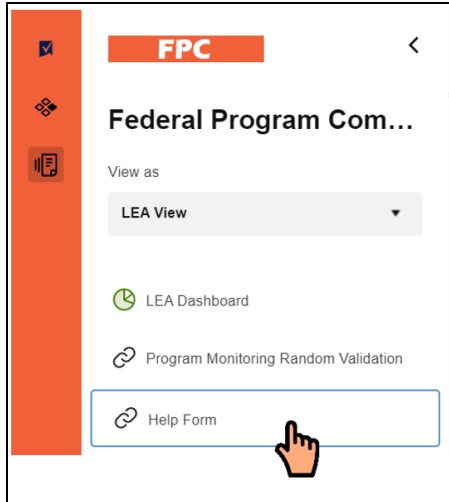 FPC
Federal Program Com...
View as
LEA View
LEA Dashboard
Program Monitoring Random Validation
Help Form